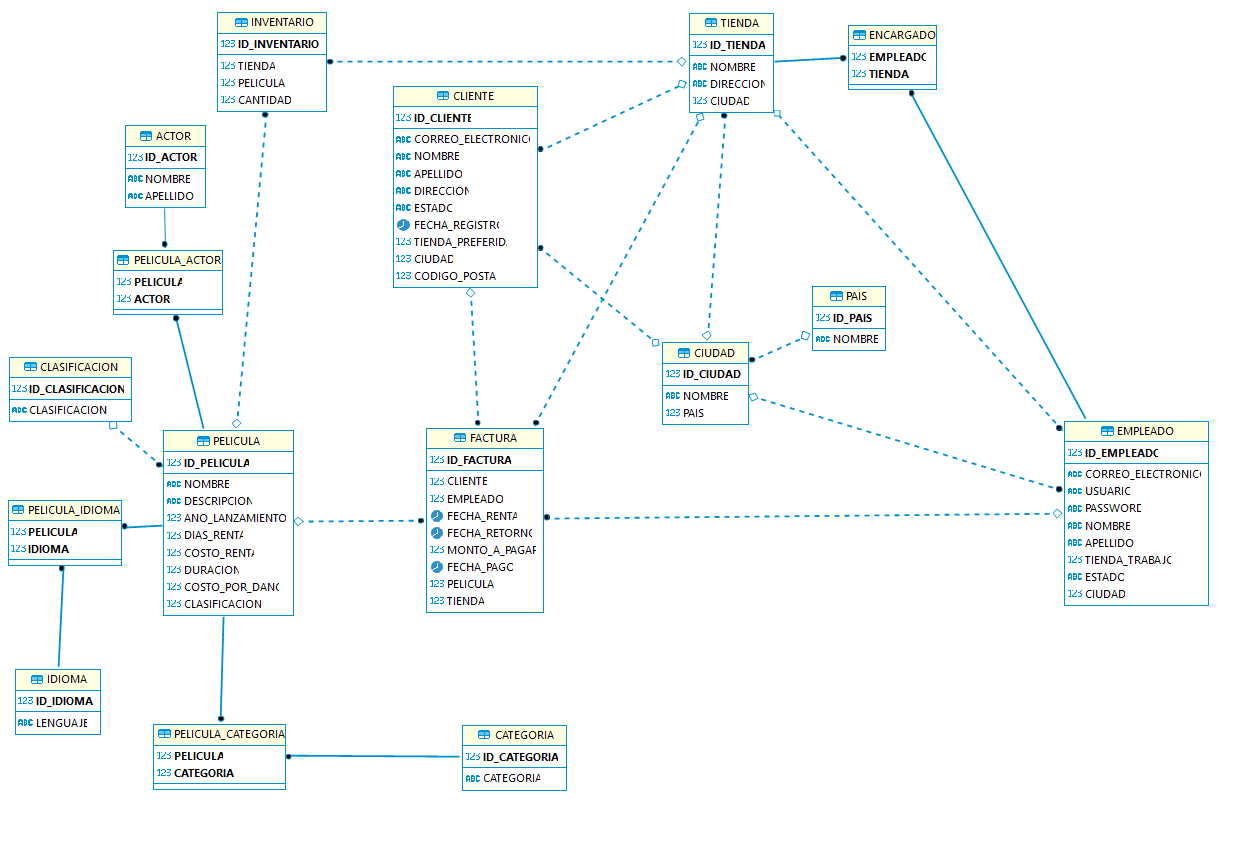 INVENTARIO
123 ID_INVENTARIO
123 TIENDA
123 PELICULA
123 CANTIDAD
TIENDA
123 ID_TIENDA
ABC NOMBRE
ABC DIRECCION
123 CIUDAD
ENCARGADO
123 EMPLEADO
123 TIENDA
CLIENTE
123 ID_CLIENTE
ABC CORREO_ELECTRONICO
ABC NOMBRE
ABC APELLIDO
ABC DIRECCION
ABC ESTADO
FECHA_REGISTRO
123 TIENDA_PREFERID
123 CIUDAD
123 CODIGO_POSTA
ACTOR
123 ID_ACTOR
ABC NOMBRE
ABC APELLIDO
PELICULA_ACTOR
123 PELICULA
123 ACTOR
PAIS
123 ID_PAIS
ABC NOMBRE
CIUDAD
123 ID_CIUDAD
ABC NOMBRE
123 PAIS
CLASIFICACION
123 ID_CLASIFICACION
ABC CLASIFICACION
PELICULA
123 ID_PELICULA
ABC NOMBRE
ABC DESCRIPCION
123 ANO_LANZAMIENTO
123 DIAS_RENTA
123 COSTO_RENTA
123 DURACION
123 COSTO_POR_DANO
123 CLASIFICACION
FACTURA
123 ID_FACTURA
123 CLIENTE
123 EMPLEADO
FECHA_RENTA
FECHA_RETORNO
123 MONTO_A_PAGAR
FECHA_PAGO
123 PELICULA
123 TIENDA
EMPLEADO
123 ID_EMPLEADO
ABC CORREO_ELECTRONICO
ABC USUARIO
ABC PASSWORD
ABC NOMBRE
ABC APELLIDO
123 TIENDA_TRABAJO
ABC ESTADO
123 CIUDAD
PELICULA_IDIOMA
123 PELICULA
123 IDIOMA
IDIOMA
123 ID_IDIOMA
ABC LENGUAJE
PELICULA_CATEGORIA
123 PELICULA
123 CATEGORIA
CATEGORIA
123 ID_CATEGORIA
ABC CATEGORIA